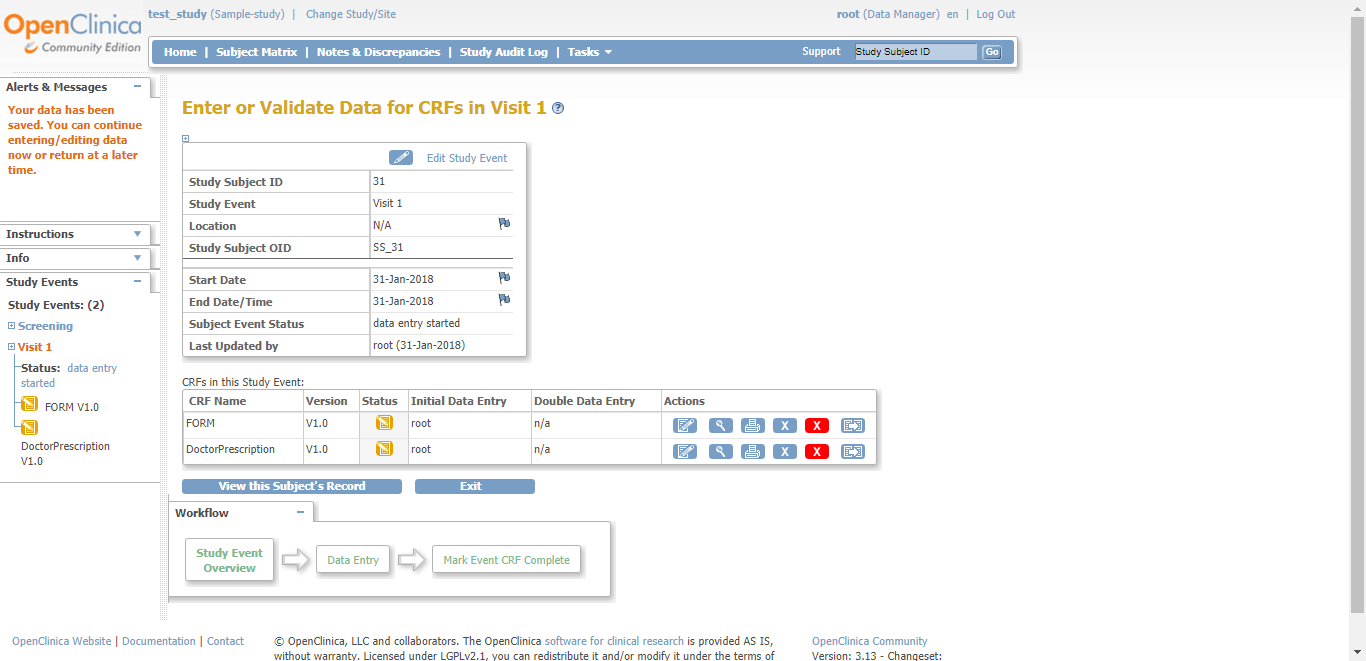 OpenClinica
Community Edition
test_study (Sample-study) | Change Study/Site
root (Data Manager) en | Log Out
Home | Subject Matrix | Notes & Discrepancies | Study Audit Log | Tasks
Support Study Subject ID Go
Alerts & Messages
Your data has been
saved. You can continue
entering/editing data
now or return at a later
time.
Instructions
Info
Study Events
Study Events: (2)
Screening
Visit 1
Status: data entry
started
FORM V1.0
DoctorPrescription
V1.0
Enter or Validate Data for CRFs in Visit 1 ?
Edit Study Event
Study Subject ID 31
Study Event Visit 1
Location N/A
Study Subject OID SS_31
Start Date 31-Jan-2018
End Date/Time 31-Jan-2018
Subject Event Status data entry started
Last Updated by root (31-Jan-2018)
CRFs in this Study Event:
CRF Name Version Status Initial Data Entry Double Data Entry Actions
FORM V1.0 root n/a X X
DoctorPrescription V1.0 root n/a X X
View this Subject's Record Exit
Workflow
Study Event
Overview
Data Entry
Mark Event CRF Complete
OpenClinica Website | Documentation | Contact
© OpenClinica, LLC and collaborators. The OpenClinica software for clinical research is provided AS IS,
without warranty. Licensed under LGPLv2.1, you can redistribute it and/or modify it under the terms of
OpenClinica Community
Version: 3.13 - Changeset: